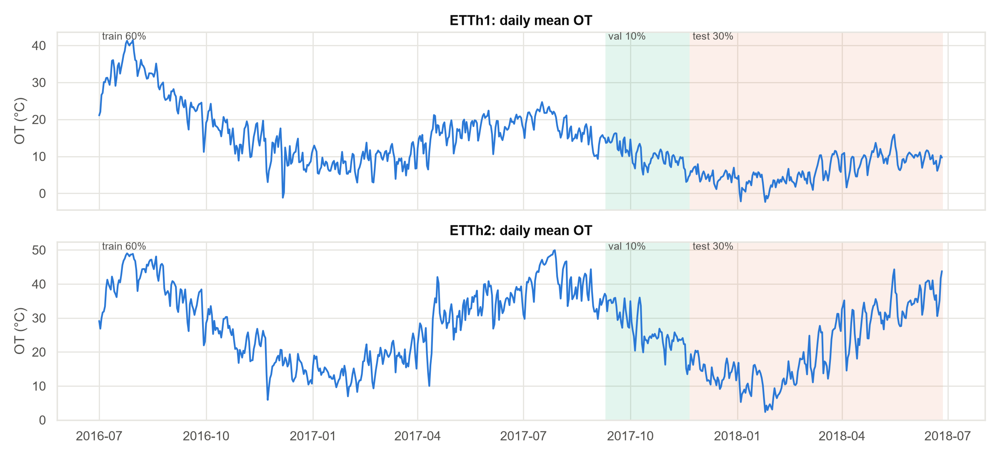 ETTh1: daily mean OT
train 60%
val 10%
test 30%
40
30
20
10
0
OT (°C)
ETTh2: daily mean OT
train 60%
val 10%
test 30%
50
40
30
20
10
0
OT (°C)
2016-07
2016-10
2017-01
2017-04
2017-07
2017-10
2018-01
2018-04
2018-07